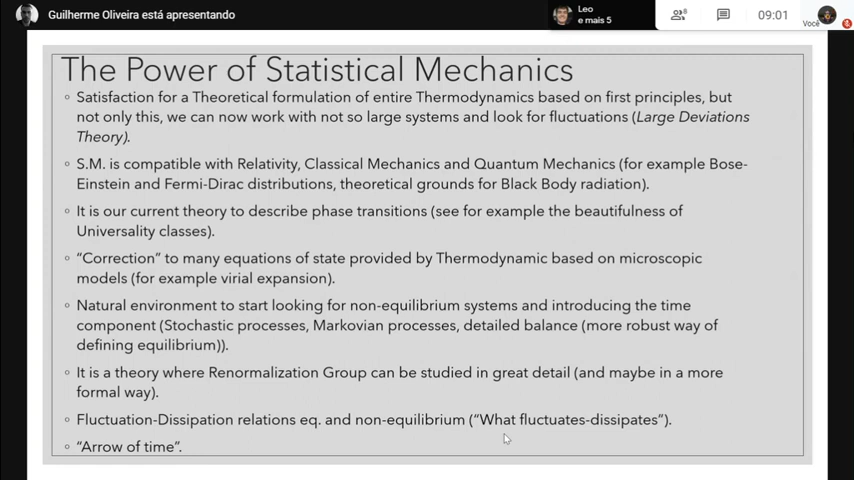 Guilherme Oliveira está apresentando
Leo
e mais 5
8
09:01
Você
The Power of Statistical Mechanics
◦ Satisfaction for a Theoretical formulation of entire Thermodynamics based on first principles, but
not only this, we can now work with not so large systems and look for fluctuations (Large Deviations
Theory).
◦ S.M. is compatible with Relativity, Classical Mechanics and Quantum Mechanics (for example Bose-
Einstein and Fermi-Dirac distributions, theoretical grounds for Black Body radiation).
◦ It is our current theory to describe phase transitions (see for example the beautifulness of
Universality classes).
◦ “Correction” to many equations of state provided by Thermodynamic based on microscopic
models (for example virial expansion).
◦ Natural environment to start looking for non-equilibrium systems and introducing the time
component (Stochastic processes, Markovian processes, detailed balance (more robust way of
defining equilibrium)).
◦ It is a theory where Renormalization Group can be studied in great detail (and maybe in a more
formal way).
◦ Fluctuation-Dissipation relations eq. and non-equilibrium (“What fluctuates-dissipates”).
◦ “Arrow of time”.